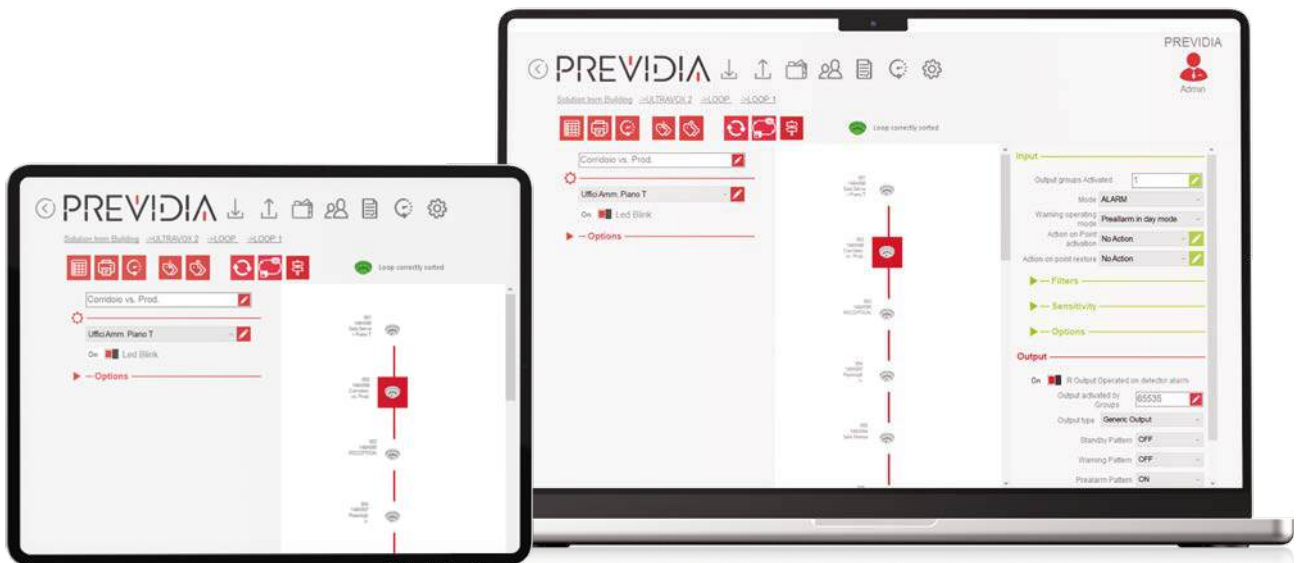 PREVIDIA
Solution from Building ->ULTRAVOX 2 ->LOOP ->LOOP 1
Loop correctly sorted
Corridoio vs. Prod.
Uffici Amm. Piano T
On Led Blink
Options
RECEPTION
PREVIDIA
PREVIDIA
Admin
Solution from Building ->ULTRAVOX 2 ->LOOP ->LOOP 1
Loop correctly sorted
Corridoio vs. Prod.
Uffici Amm. Piano T
On Led Blink
Options
RECEPTION
Input
Output groups Activated 1
Mode ALARM
Warning operating mode Preallarm in day mode
Action on Point activation No Action
Action on point restore No Action
Filters
Sensitivity
Options
Output
On R Output Operated on detector alarm
Output activated by Groups 65535
Output type Generic Output
Standby Pattern OFF
Warning Pattern OFF
Prealarm Pattern ON